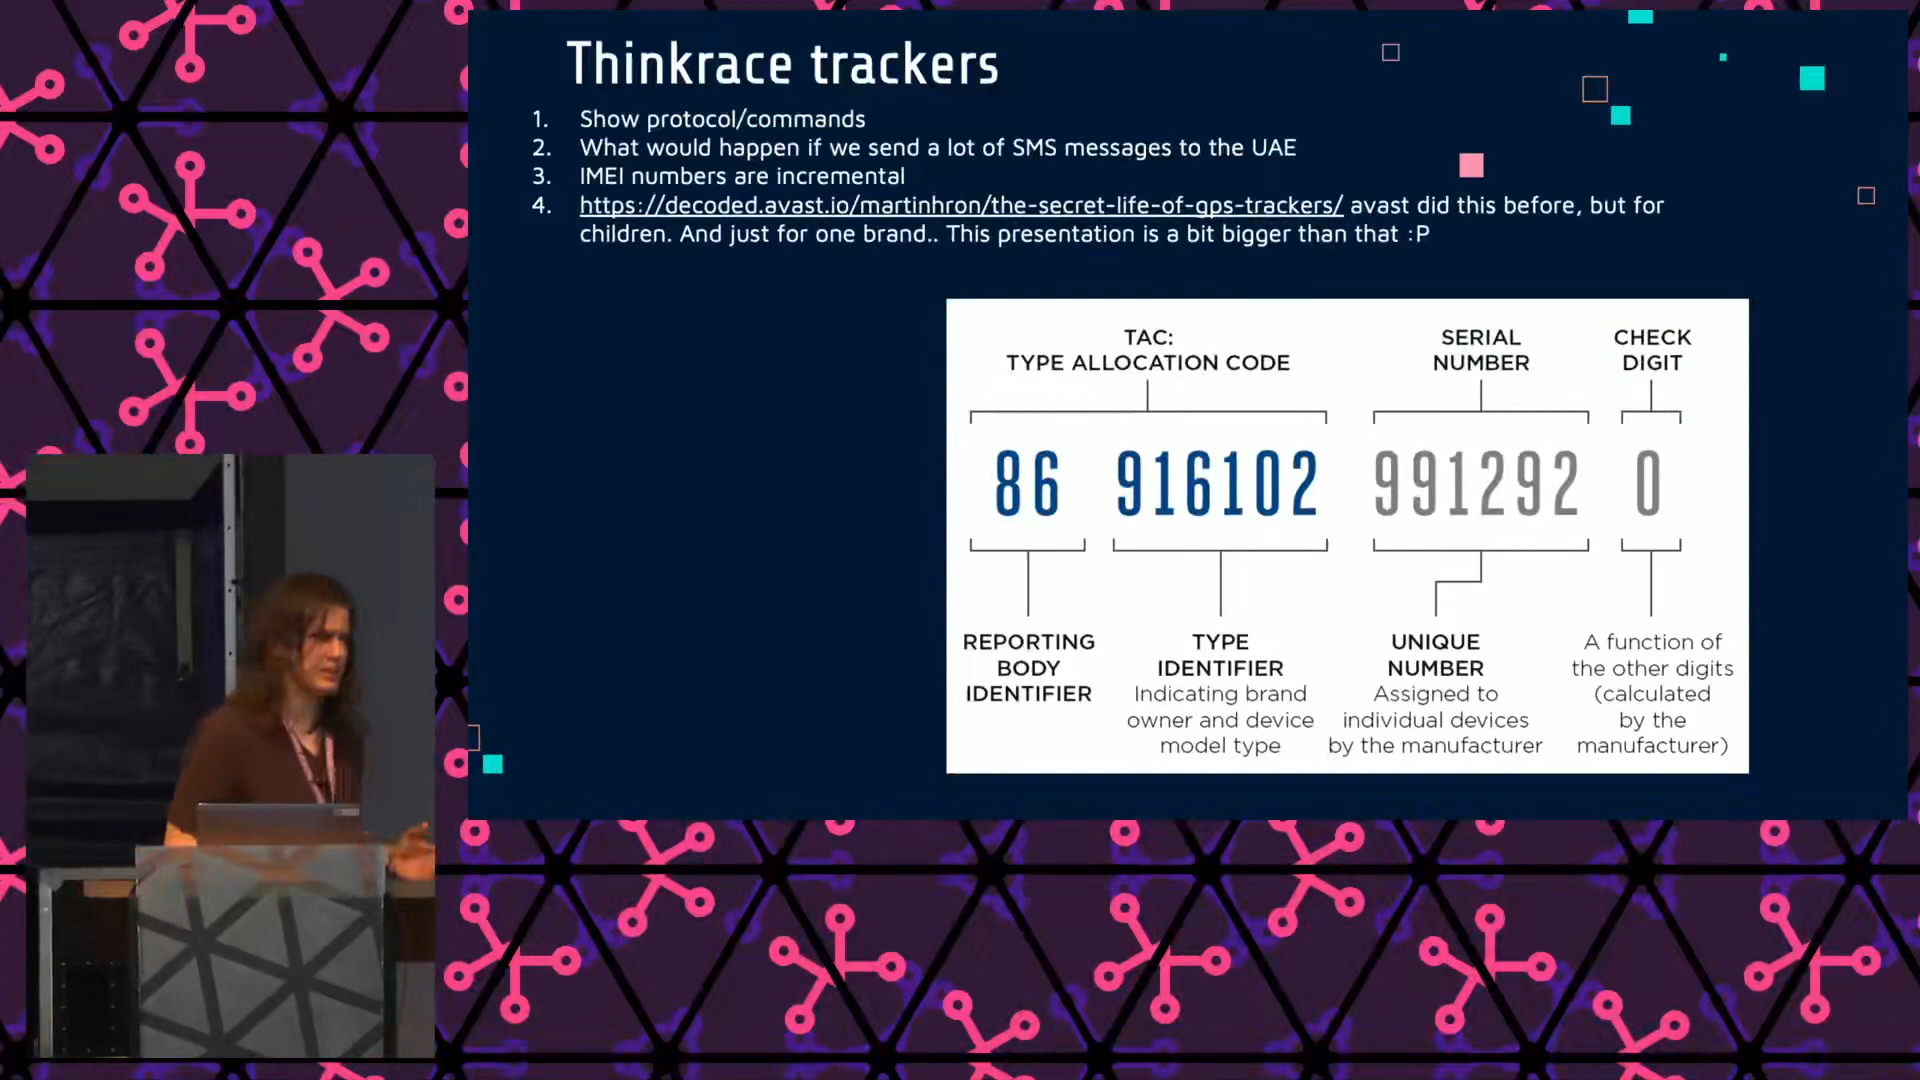 Thinkrace trackers
1. Show protocol/commands
2. What would happen if we send a lot of SMS messages to the UAE
3. IMEI numbers are incremental
4. https://decoded.avast.io/martinhron/the-secret-life-of-gps-trackers/ avast did this before, but for
children. And just for one brand.. This presentation is a bit bigger than that :P
TAC:
TYPE ALLOCATION CODE
SERIAL
NUMBER
CHECK
DIGIT
86 916102 991292 0
REPORTING
BODY
IDENTIFIER
TYPE
IDENTIFIER
Indicating brand
owner and device
model type
UNIQUE
NUMBER
Assigned to
individual devices
by the manufacturer
A function of
the other digits
(calculated
by the
manufacturer)